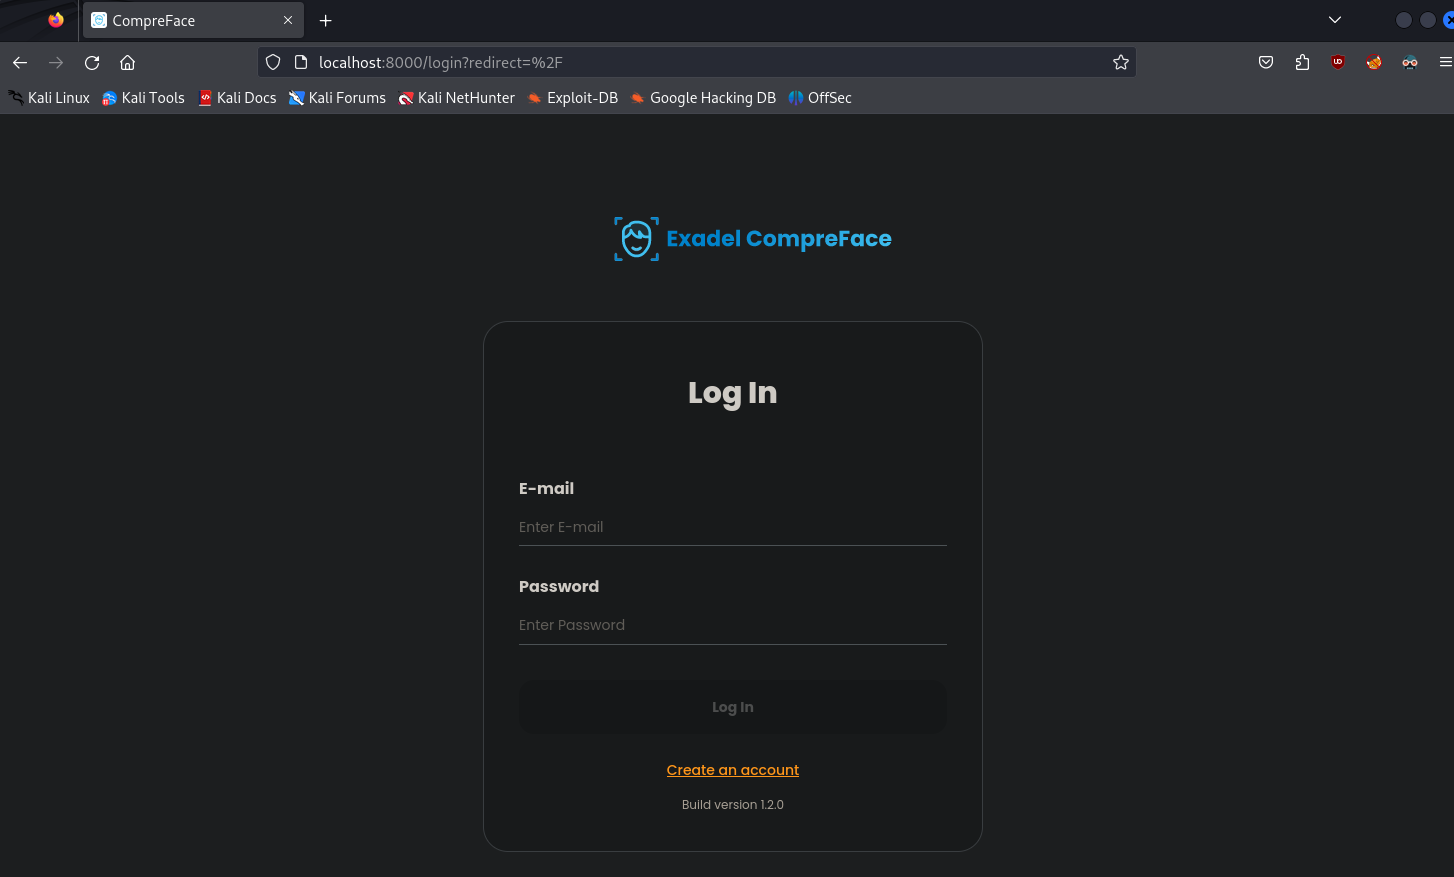 CompreFace
localhost:8000/login?redirect=%2F
Kali Linux Kali Tools Kali Docs Kali Forums Kali NetHunter Exploit-DB Google Hacking DB OffSec
Exadel CompreFace
Log In
E-mail
Enter E-mail
Password
Enter Password
Log In
Create an account
Build version 1.2.0